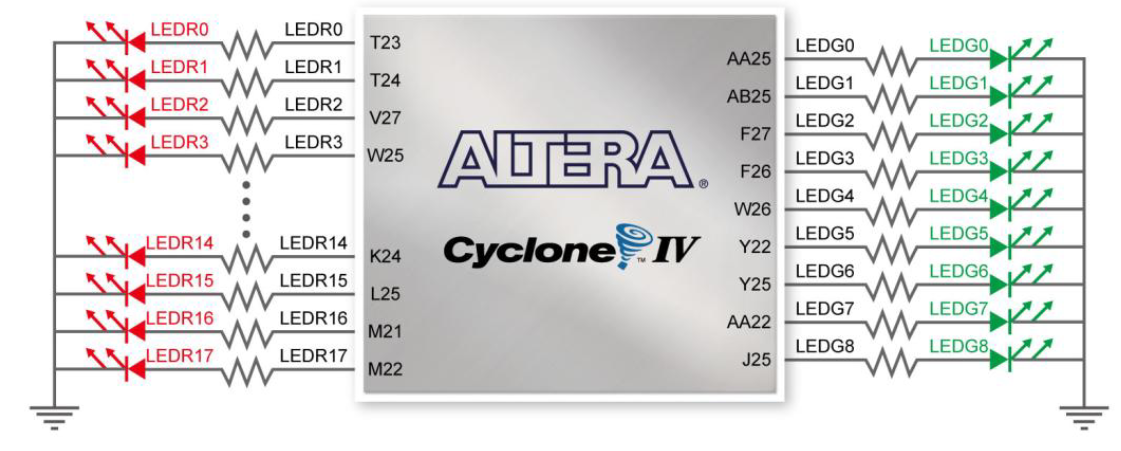 LEDR0 LEDR0 T23
LEDR1 LEDR1 T24
LEDR2 LEDR2 V27
LEDR3 LEDR3 W25
LEDR14 LEDR14 K24
LEDR15 LEDR15 L25
LEDR16 LEDR16 M21
LEDR17 LEDR17 M22
ALTERA®
Cyclone™ IV
AA25 LEDG0 LEDG0
AB25 LEDG1 LEDG1
F27 LEDG2 LEDG2
F26 LEDG3 LEDG3
W26 LEDG4 LEDG4
Y22 LEDG5 LEDG5
Y25 LEDG6 LEDG6
AA22 LEDG7 LEDG7
J25 LEDG8 LEDG8